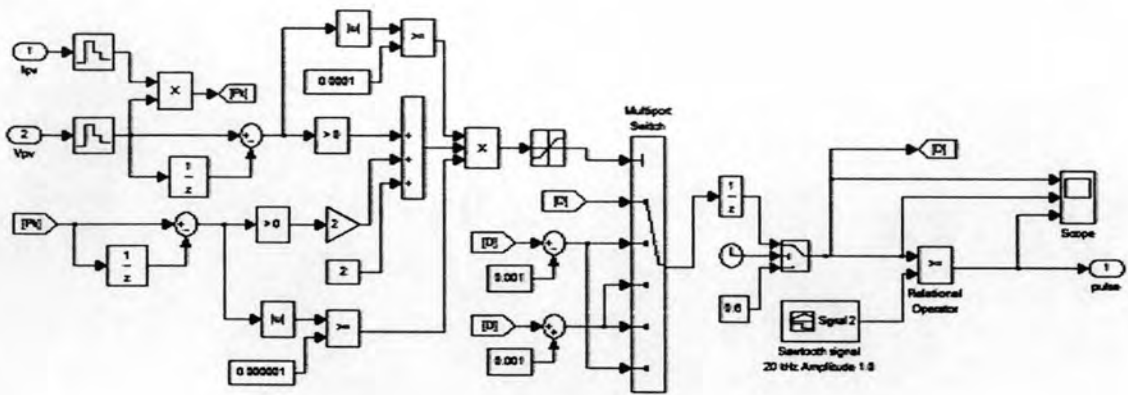 1
Ipv
2
Vpv
X
[Pk]
1
z
|u|
>=
0.0001
> 0
[Pk]
1
z
> 0
2
2
|u|
>=
0.000001
X
Multiport
Switch
[D]
[D]
0.001
[D]
0.001
1
z
0.6
[D]
Scope
>=
Relational
Operator
1
pulse
Signal 2
Sawtooth signal
20 kHz Amplitude 1.0